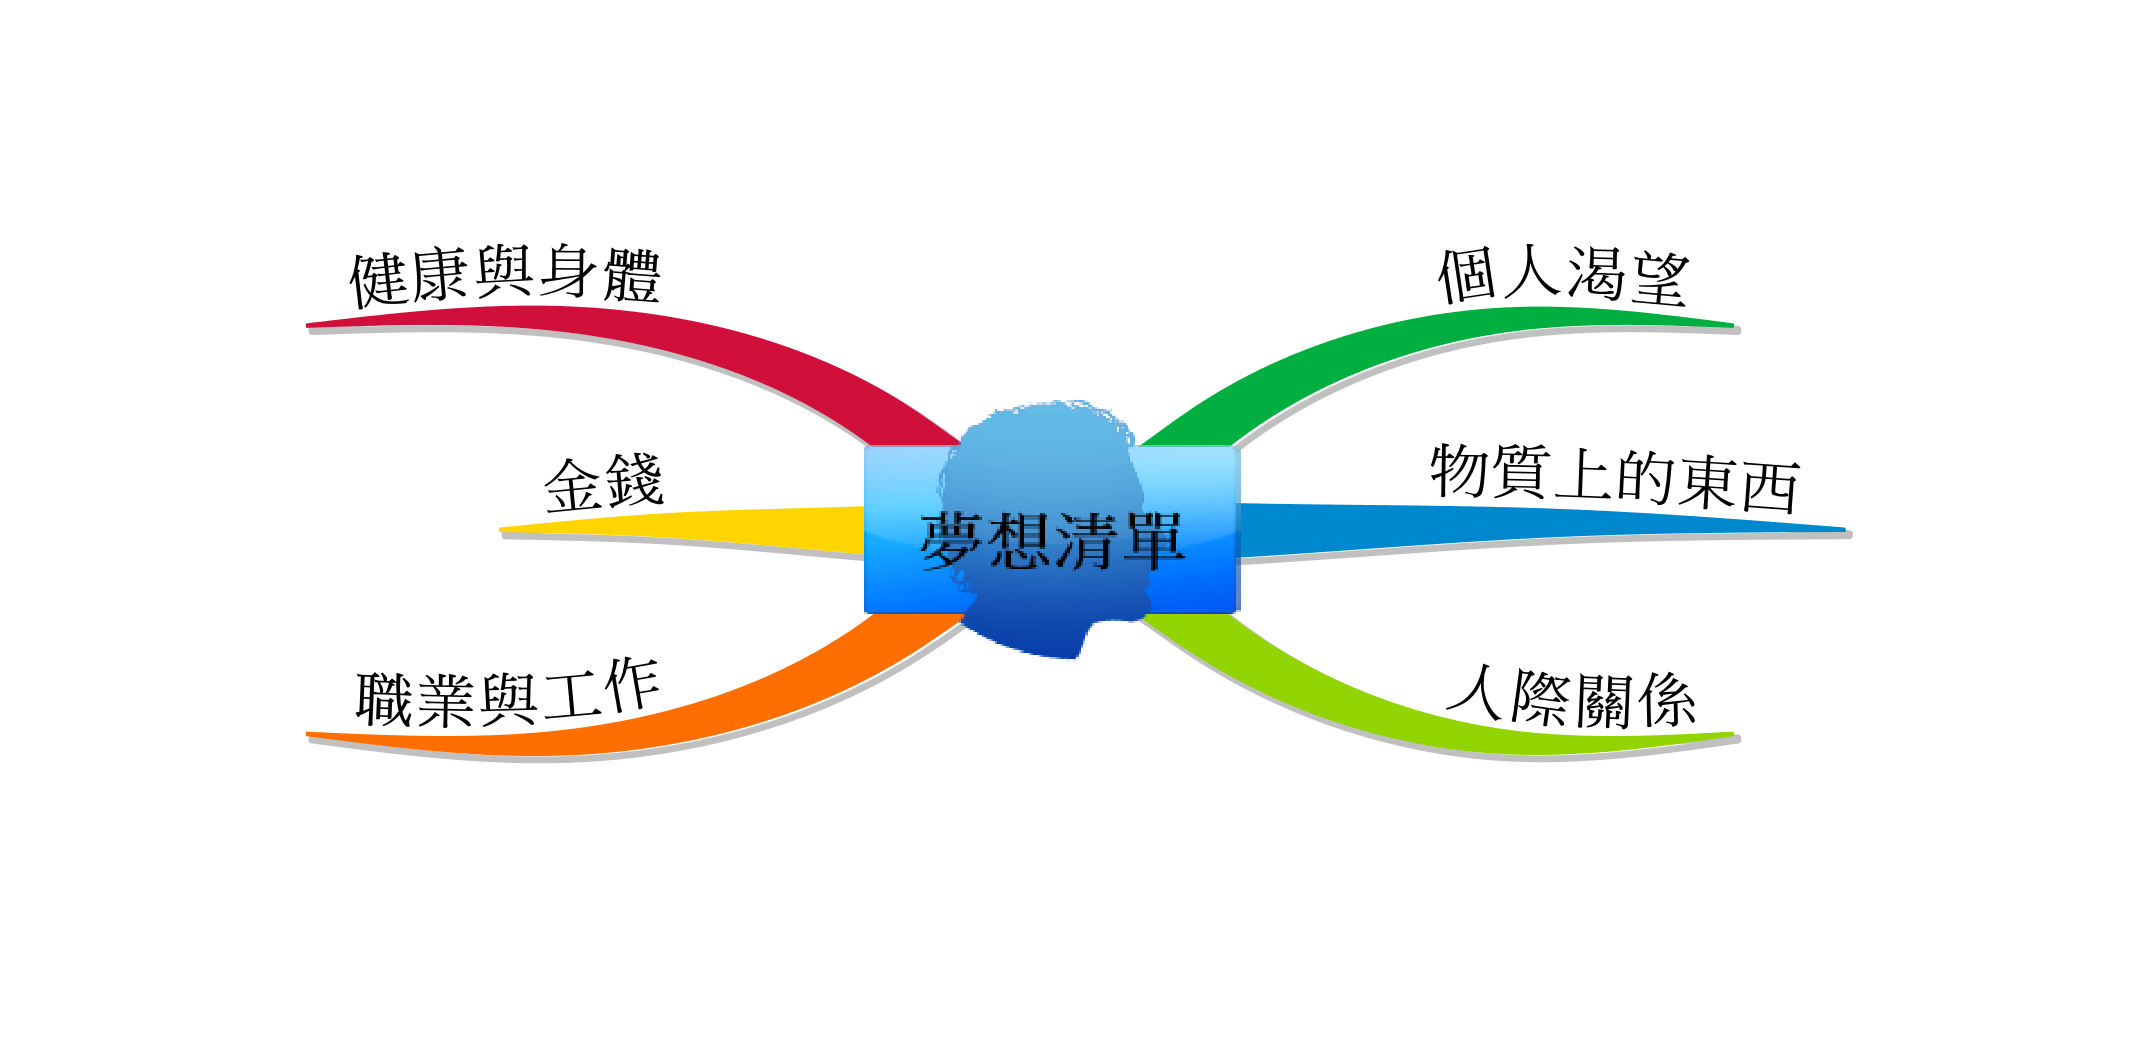 健康與身體
個人渴望
金錢
物質上的東西
夢想清單
職業與工作
人際關係